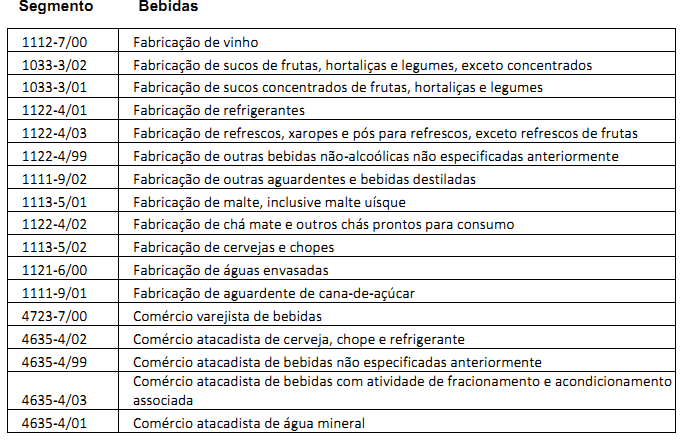 Segmento Bebidas
1112-7/00 Fabricação de vinho
1033-3/02 Fabricação de sucos de frutas, hortaliças e legumes, exceto concentrados
1033-3/01 Fabricação de sucos concentrados de frutas, hortaliças e legumes
1122-4/01 Fabricação de refrigerantes
1122-4/03 Fabricação de refrescos, xaropes e pós para refrescos, exceto refrescos de frutas
1122-4/99 Fabricação de outras bebidas não-alcoólicas não especificadas anteriormente
1111-9/02 Fabricação de outras aguardentes e bebidas destiladas
1113-5/01 Fabricação de malte, inclusive malte uísque
1122-4/02 Fabricação de chá mate e outros chás prontos para consumo
1113-5/02 Fabricação de cervejas e chopes
1121-6/00 Fabricação de águas envasadas
1111-9/01 Fabricação de aguardente de cana-de-açúcar
4723-7/00 Comércio varejista de bebidas
4635-4/02 Comércio atacadista de cerveja, chope e refrigerante
4635-4/99 Comércio atacadista de bebidas não especificadas anteriormente
Comércio atacadista de bebidas com atividade de fracionamento e acondicionamento
4635-4/03 associada
4635-4/01 Comércio atacadista de água mineral